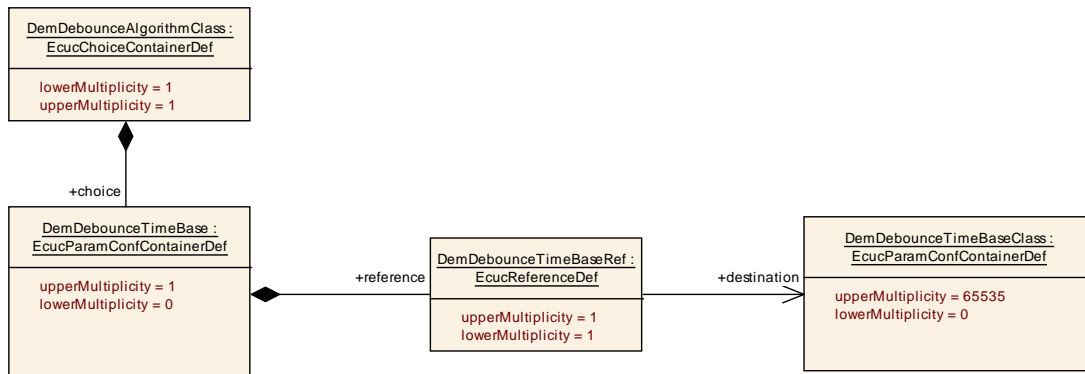 DemDebounceAlgorithmClass :
EcucChoiceContainerDef
lowerMultiplicity = 1
upperMultiplicity = 1
+choice
DemDebounceTimeBase :
EcucParamConfContainerDef
upperMultiplicity = 1
lowerMultiplicity = 0
+reference
DemDebounceTimeBaseRef :
EcucReferenceDef
upperMultiplicity = 1
lowerMultiplicity = 1
+destination
DemDebounceTimeBaseClass :
EcucParamConfContainerDef
upperMultiplicity = 65535
lowerMultiplicity = 0